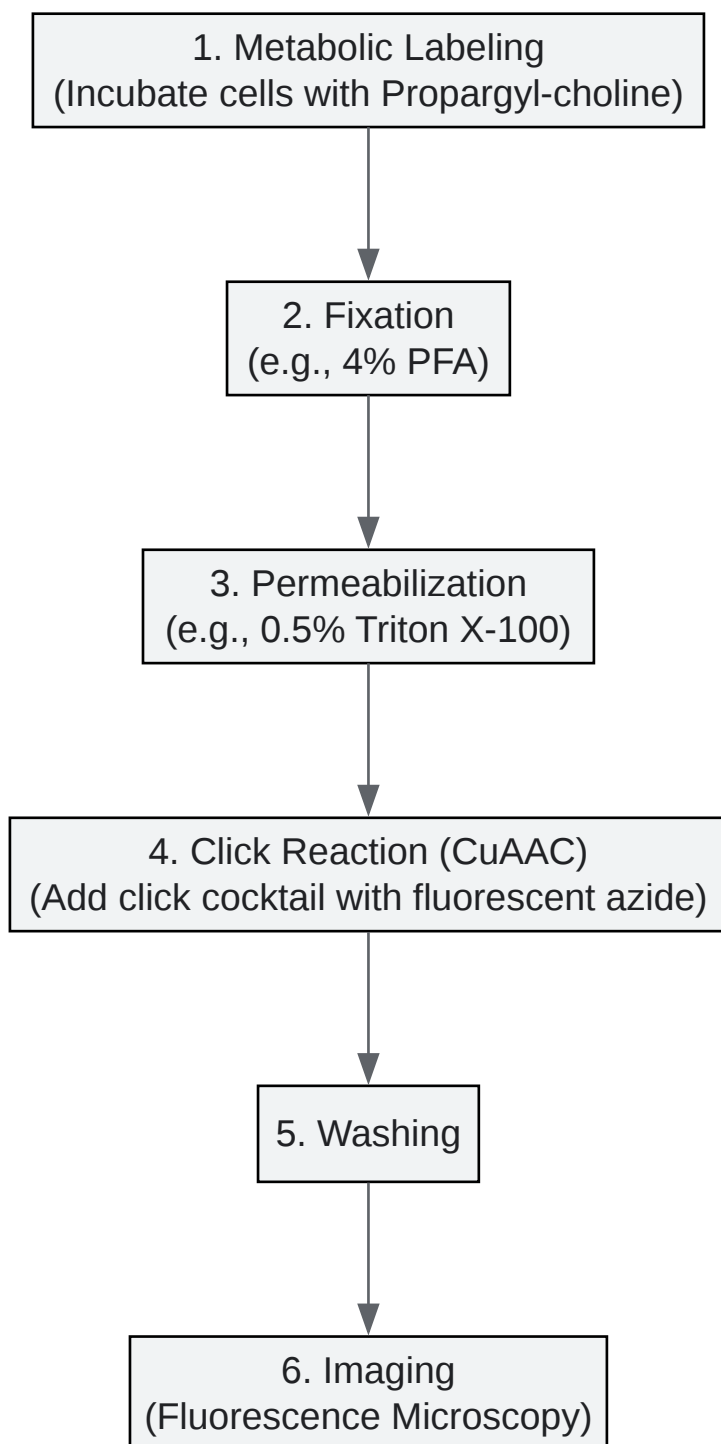 1. Metabolic Labeling
(Incubate cells with Propargyl-choline)
2. Fixation
(e.g., 4% PFA)
3. Permeabilization
(e.g., 0.5% Triton X-100)
4. Click Reaction (CuAAC)
(Add click cocktail with fluorescent azide)
5. Washing
6. Imaging
(Fluorescence Microscopy)